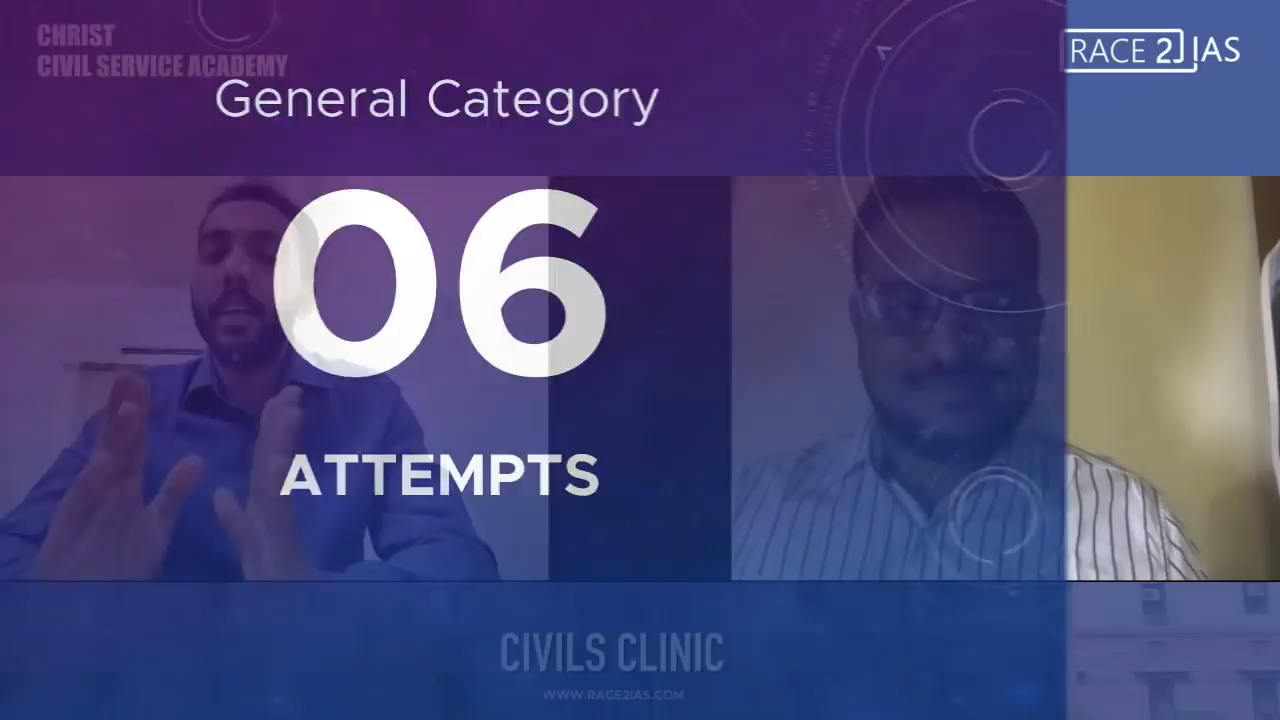 CHRIST
CIVIL SERVICE ACADEMY
RACE 2 IAS
General Category
06
ATTEMPTS
CIVILS CLINIC
WWW.RACE2IAS.COM